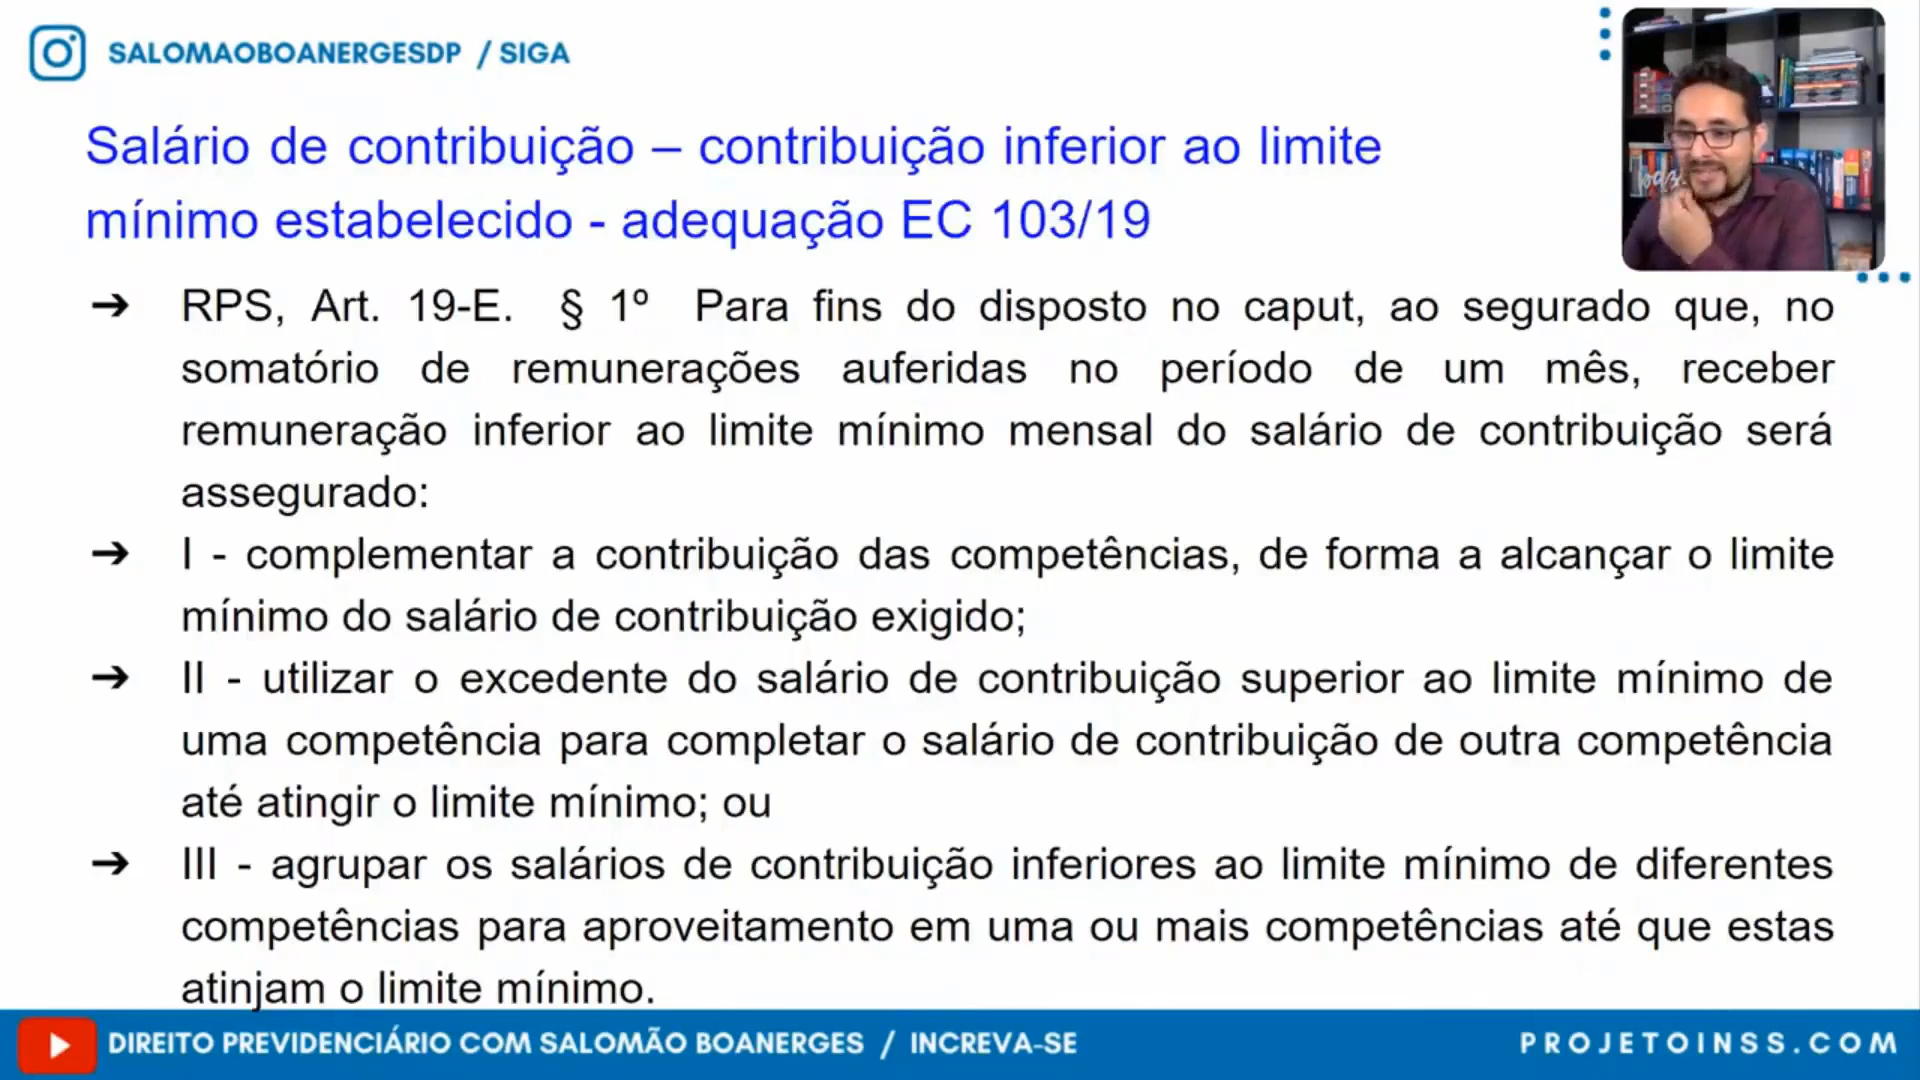 SALOMAOBOANERGESDP / SIGA
Salário de contribuição – contribuição inferior ao limite
mínimo estabelecido - adequação EC 103/19
➔ RPS, Art. 19-E. § 1º Para fins do disposto no caput, ao segurado que, no
somatório de remunerações auferidas no período de um mês, receber
remuneração inferior ao limite mínimo mensal do salário de contribuição será
assegurado:
➔ I - complementar a contribuição das competências, de forma a alcançar o limite
mínimo do salário de contribuição exigido;
➔ II - utilizar o excedente do salário de contribuição superior ao limite mínimo de
uma competência para completar o salário de contribuição de outra competência
até atingir o limite mínimo; ou
➔ III - agrupar os salários de contribuição inferiores ao limite mínimo de diferentes
competências para aproveitamento em uma ou mais competências até que estas
atinjam o limite mínimo.
DIREITO PREVIDENCIÁRIO COM SALOMÃO BOANERGES / INCREVA-SE
PROJETOINSS.COM